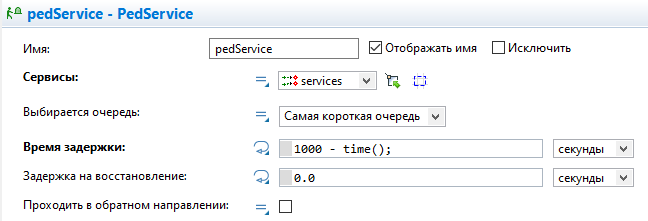 pedService - PedService
Имя: pedService Отображать имя Исключить
Сервисы: services
Выбирается очередь: Самая короткая очередь
Время задержки: 1000 - time(); секунды
Задержка на восстановление: 0.0 секунды
Проходить в обратном направлении: